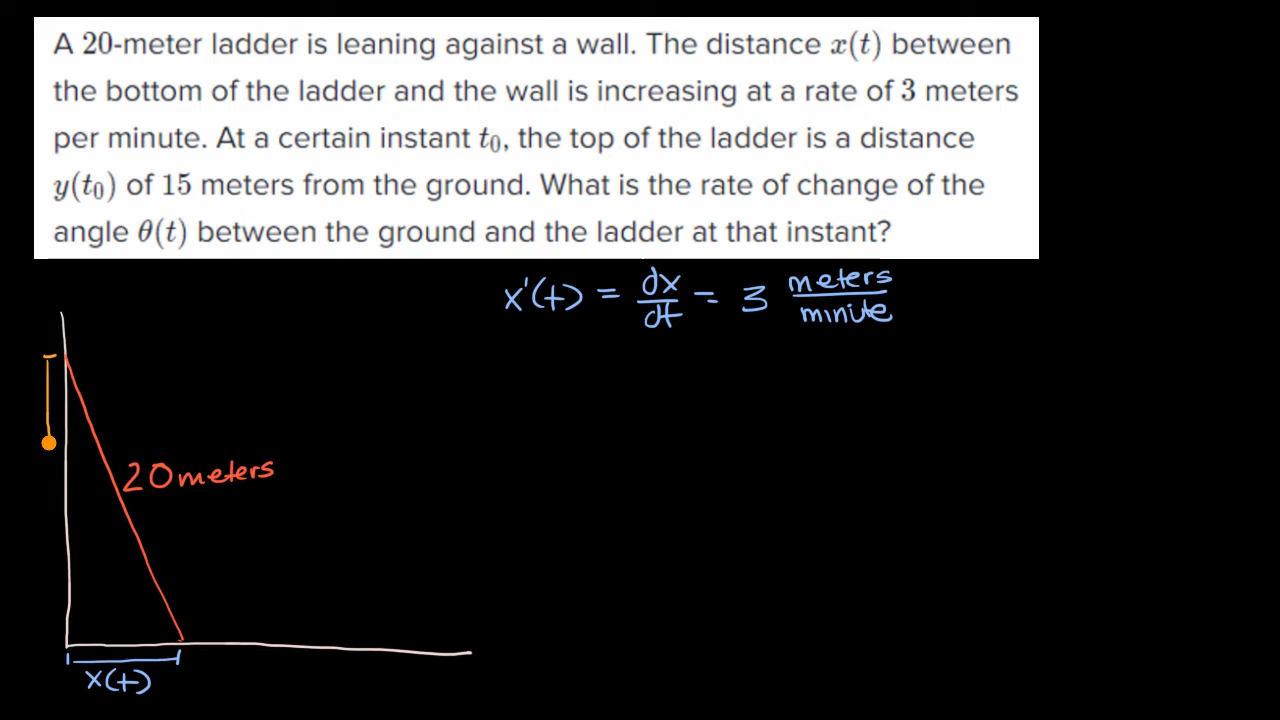 A 20-meter ladder is leaning against a wall. The distance x(t) between
the bottom of the ladder and the wall is increasing at a rate of 3 meters
per minute. At a certain instant t₀, the top of the ladder is a distance
y(t₀) of 15 meters from the ground. What is the rate of change of the
angle θ(t) between the ground and the ladder at that instant?
x'(t) = dx/dt = 3 meters/minute
20 meters
x(t)